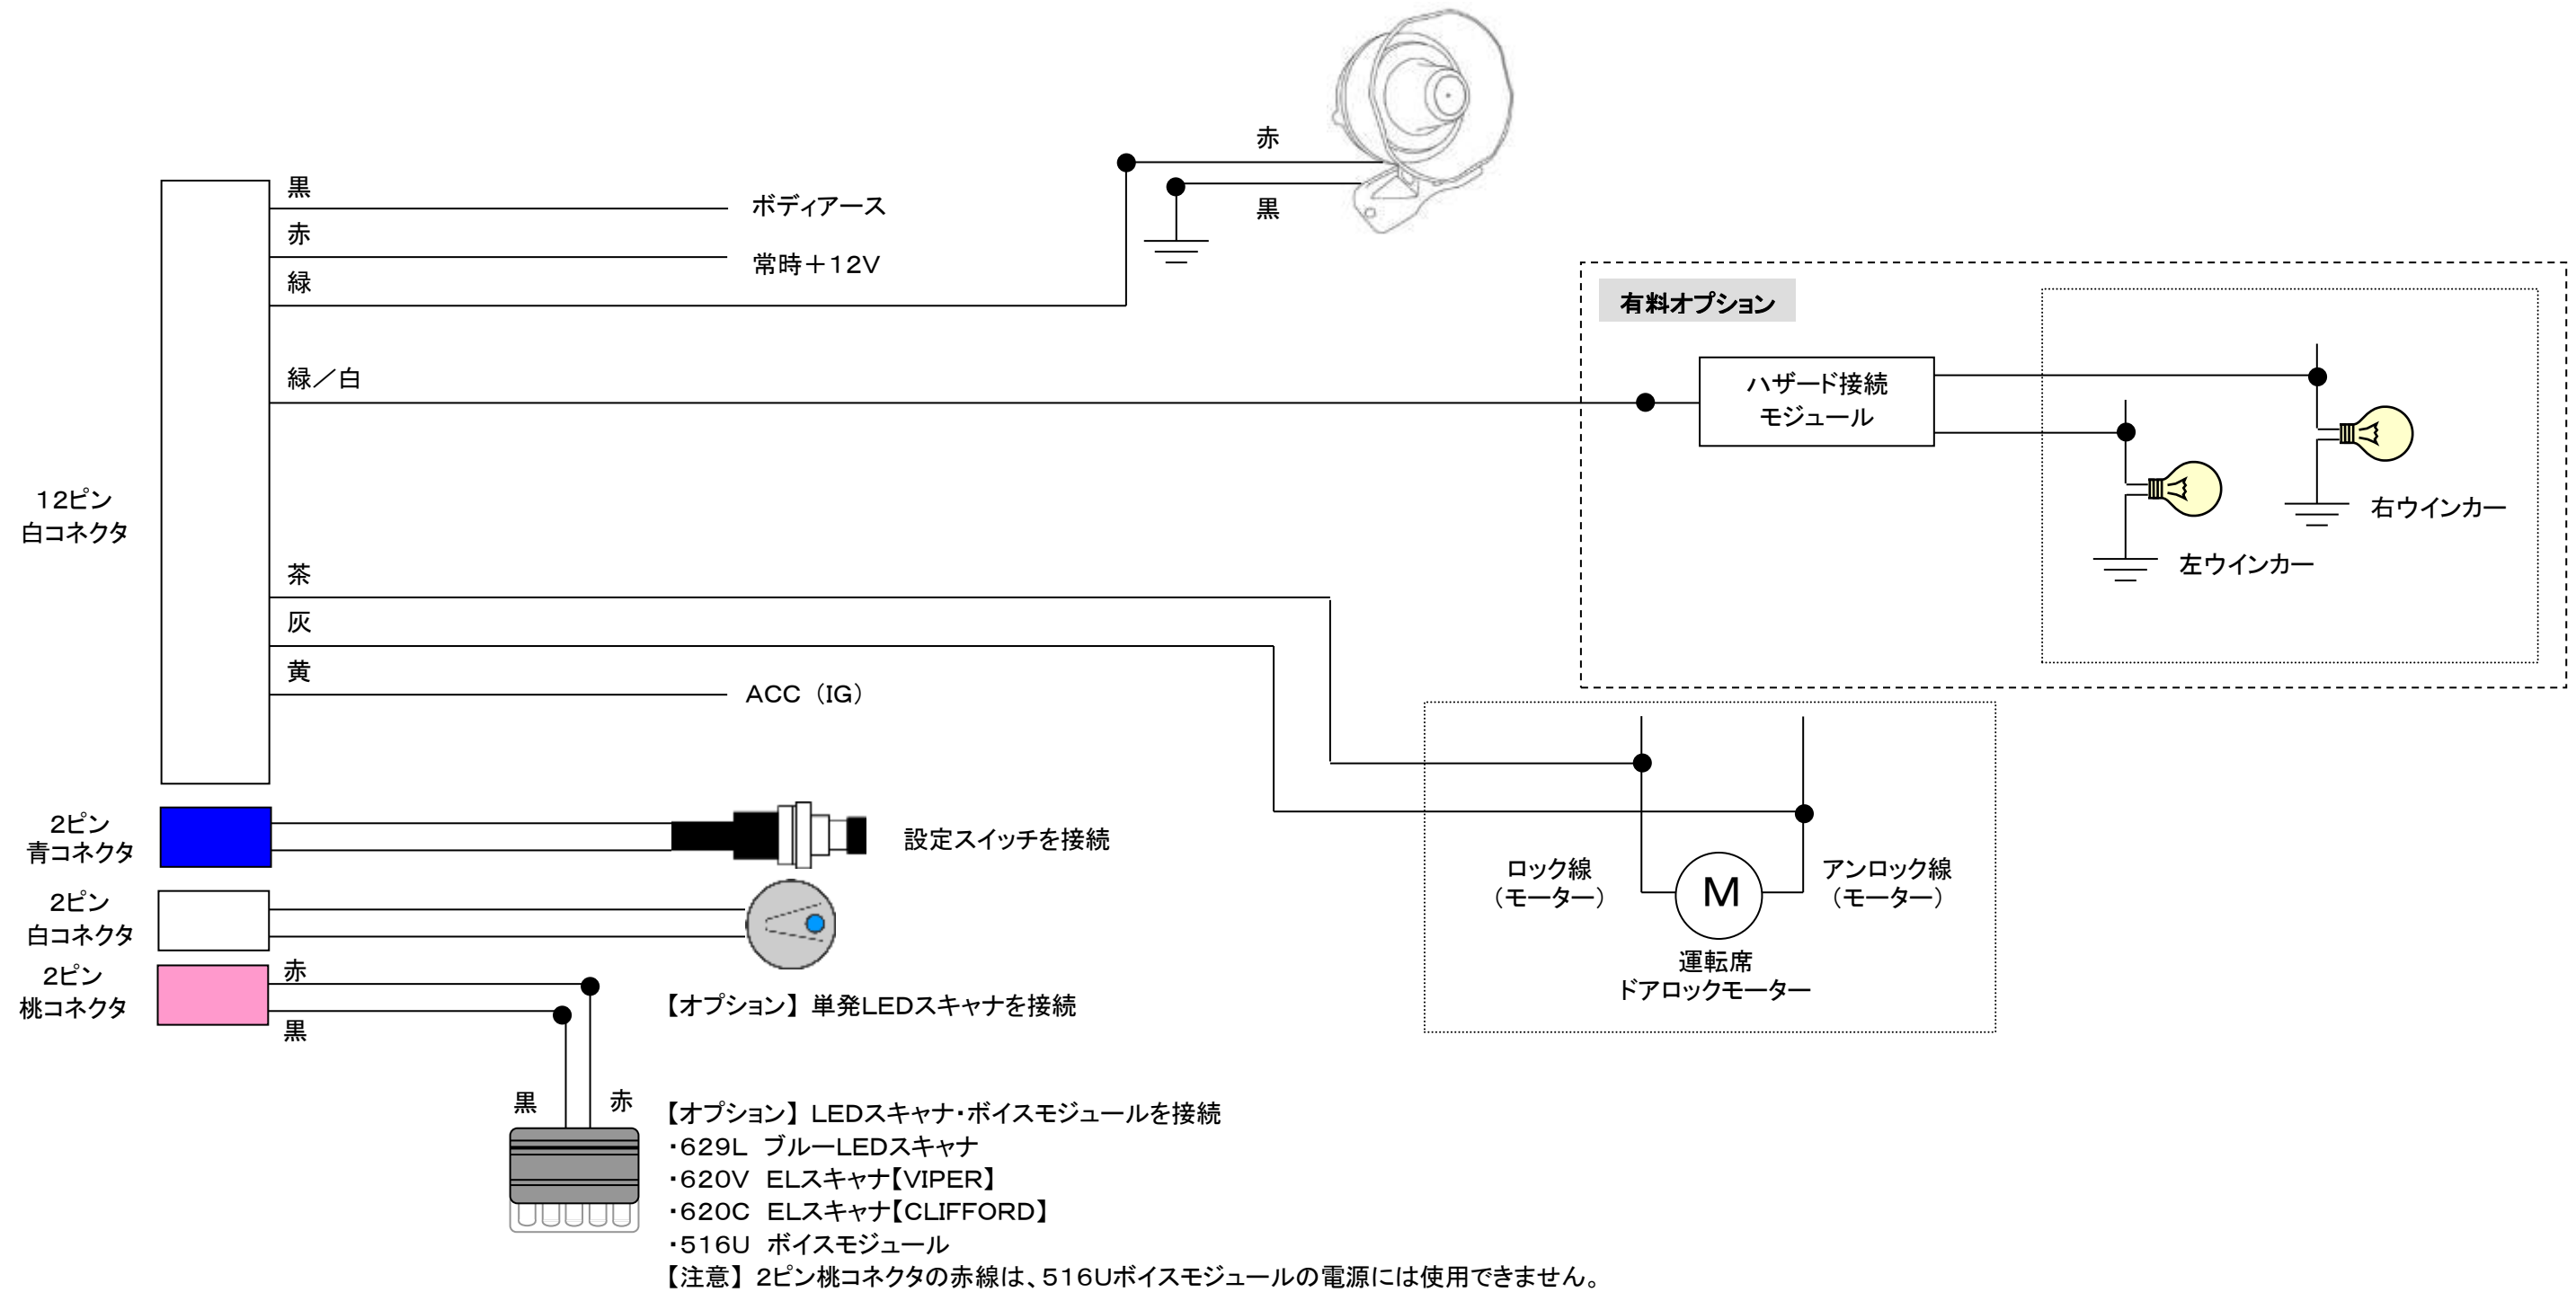 赤
黒
黒
ボディアース
赤
常時＋１２Ｖ
緑
有料オプション
緑／白
ハザード接続
モジュール
右ウインカー
左ウインカー
１２ピン
白コネクタ
茶
灰
黄
ＡＣＣ（ＩＧ）
２ピン
青コネクタ
設定スイッチを接続
２ピン
白コネクタ
ロック線
（モーター）
Ｍ
アンロック線
（モーター）
運転席
ドアロックモーター
２ピン
桃コネクタ
赤
黒
【オプション】単発ＬＥＤスキャナを接続
黒
赤
【オプション】ＬＥＤスキャナ・ボイスモジュールを接続
・６２９Ｌ　ブルーＬＥＤスキャナ
・６２０Ｖ　ＥＬスキャナ【ＶＩＰＥＲ】
・６２０Ｃ　ＥＬスキャナ【ＣＬＩＦＦＯＲＤ】
・５１６Ｕ　ボイスモジュール
【注意】２ピン桃コネクタの赤線は、５１６Ｕボイスモジュールの電源には使用できません。